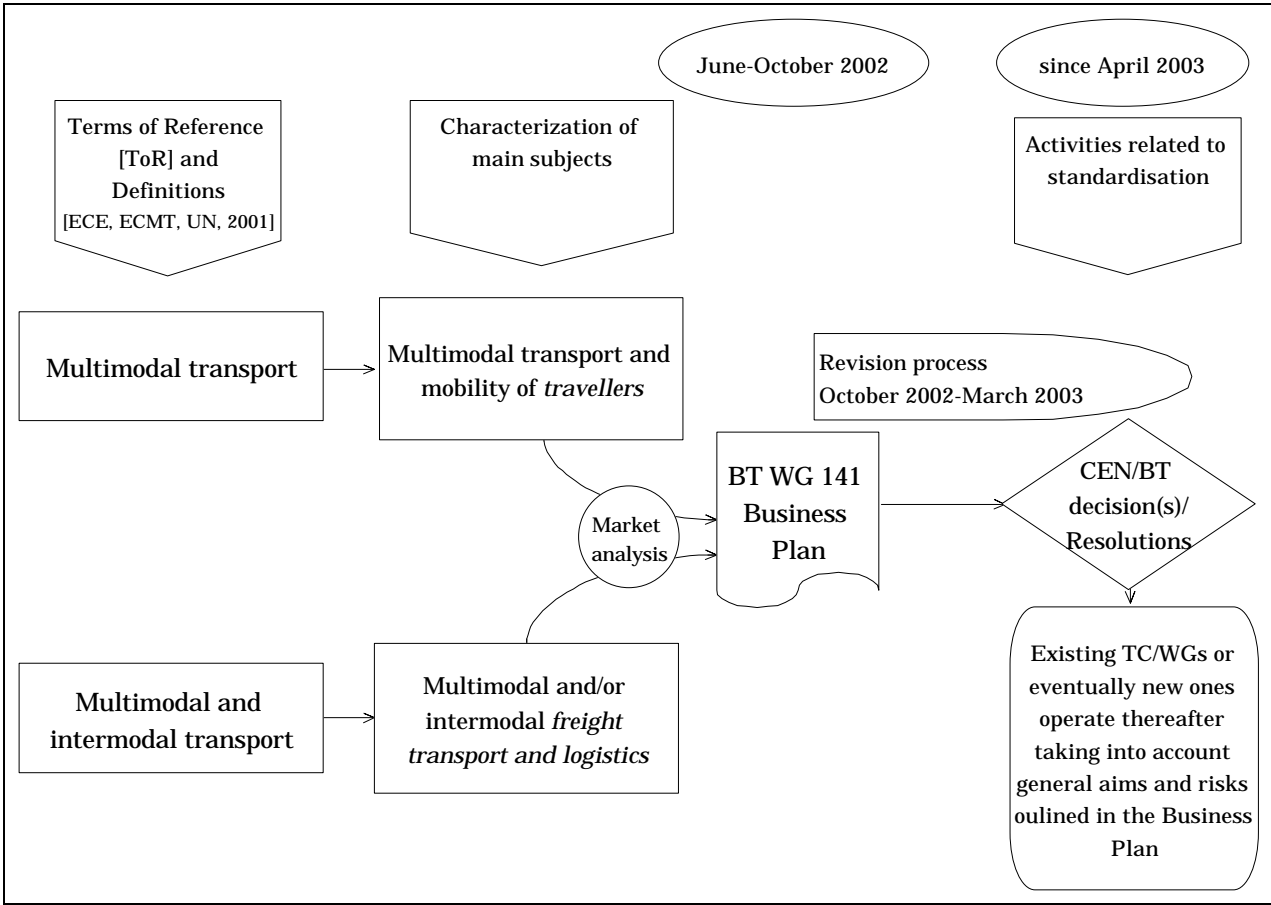 June-October 2002
since April 2003
Terms of Reference
[ToR] and
Definitions
[ECE, ECMT, UN, 2001]
Characterization of
main subjects
Activities related to
standardisation
Multimodal transport
Multimodal transport and
mobility of travellers
Revision process
October 2002-March 2003
Market
analysis
BT WG 141
Business
Plan
CEN/BT
decision(s)/
Resolutions
Multimodal and
intermodal transport
Multimodal and/or
intermodal freight
transport and logistics
Existing TC/WGs or
eventually new ones
operate thereafter
taking into account
general aims and risks
oulined in the Business
Plan